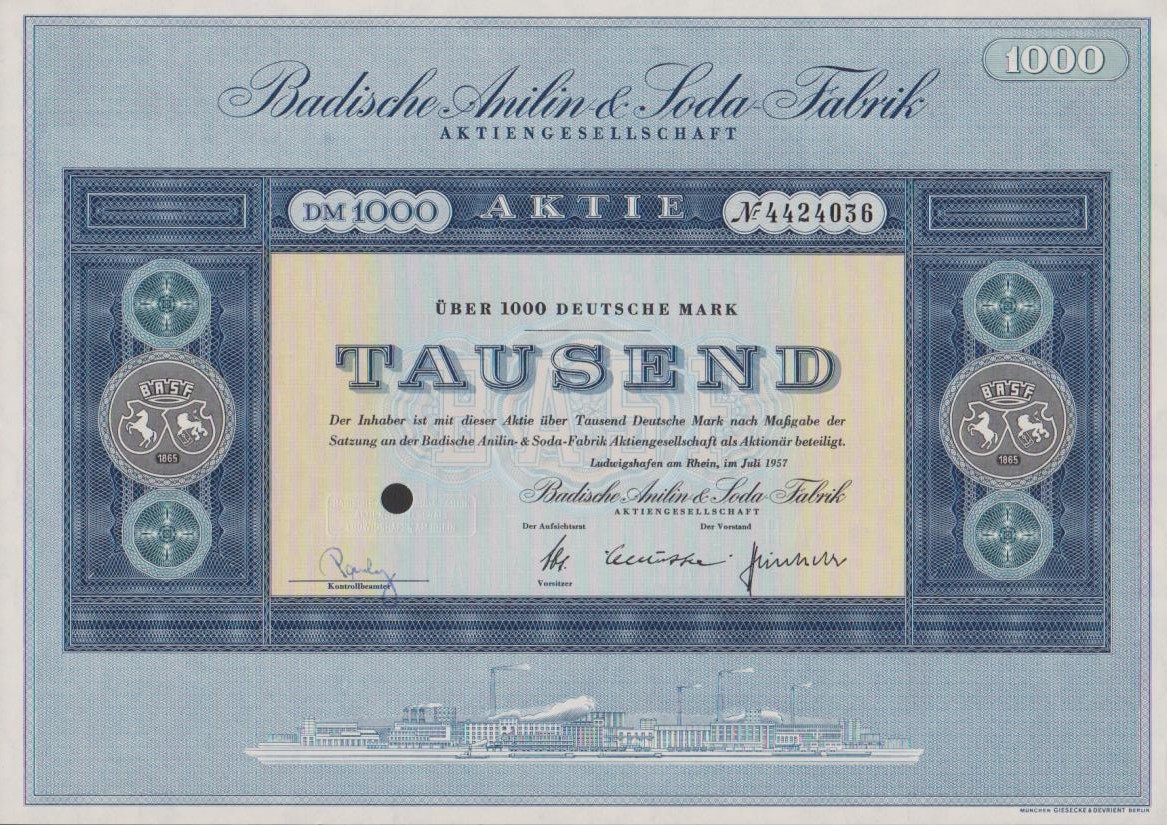 1000
Badische Anilin- & Soda-Fabrik
AKTIENGESELLSCHAFT
DM 1000 AKTIE № 4424036
ÜBER 1000 DEUTSCHE MARK
TAUSEND
BASF
1865
BASF
1865
BASF
Der Inhaber ist mit dieser Aktie über Tausend Deutsche Mark nach Maßgabe der
Satzung an der Badische Anilin- & Soda-Fabrik Aktiengesellschaft als Aktionär beteiligt.
Ludwigshafen am Rhein, im Juli 1957
Badische Anilin- & Soda-Fabrik
AKTIENGESELLSCHAFT
Der Aufsichtsrat Der Vorstand
Vorsitzer
Kontrollbeamter
MÜNCHEN GIESECKE & DEVRIENT BERLIN